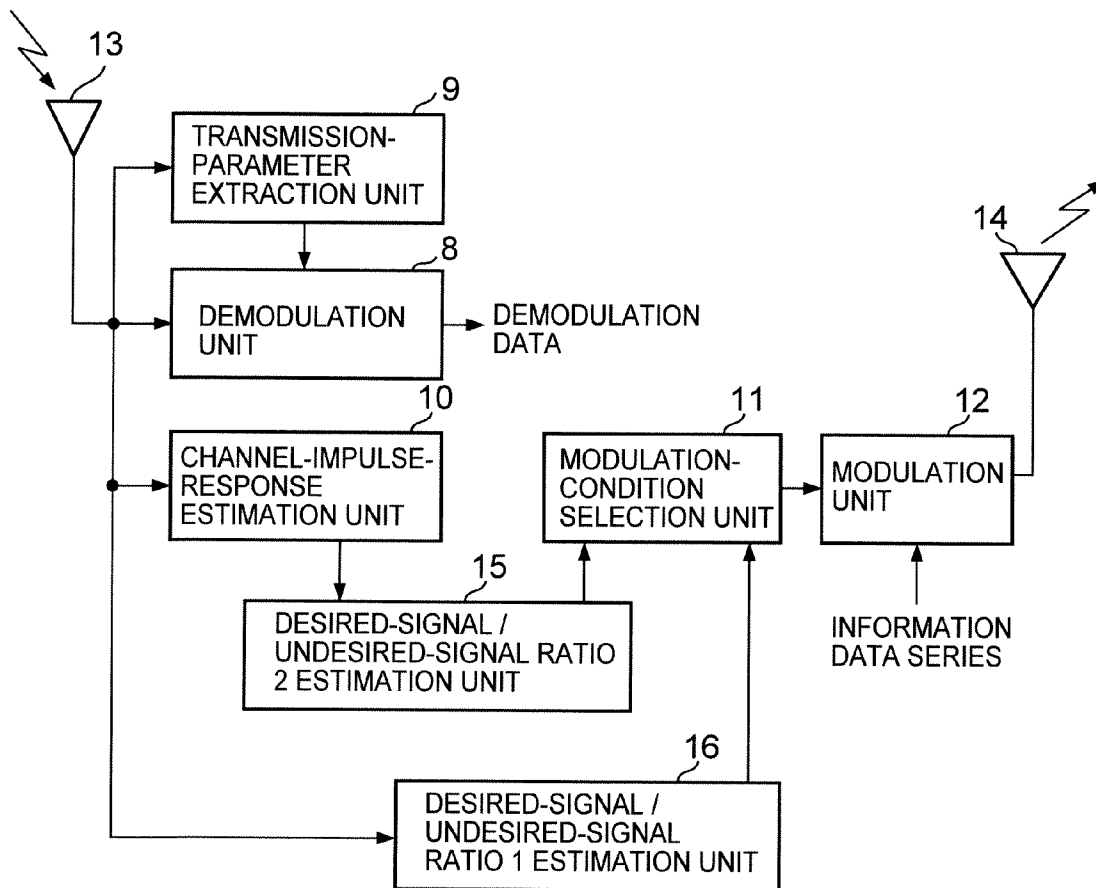 13
9
TRANSMISSION-
PARAMETER
EXTRACTION UNIT
8
DEMODULATION
UNIT
DEMODULATION
DATA
14
10
CHANNEL-IMPULSE-
RESPONSE
ESTIMATION UNIT
11
MODULATION-
CONDITION
SELECTION UNIT
12
MODULATION
UNIT
15
DESIRED-SIGNAL /
UNDESIRED-SIGNAL RATIO
2 ESTIMATION UNIT
INFORMATION
DATA SERIES
16
DESIRED-SIGNAL /
UNDESIRED-SIGNAL
RATIO 1 ESTIMATION UNIT